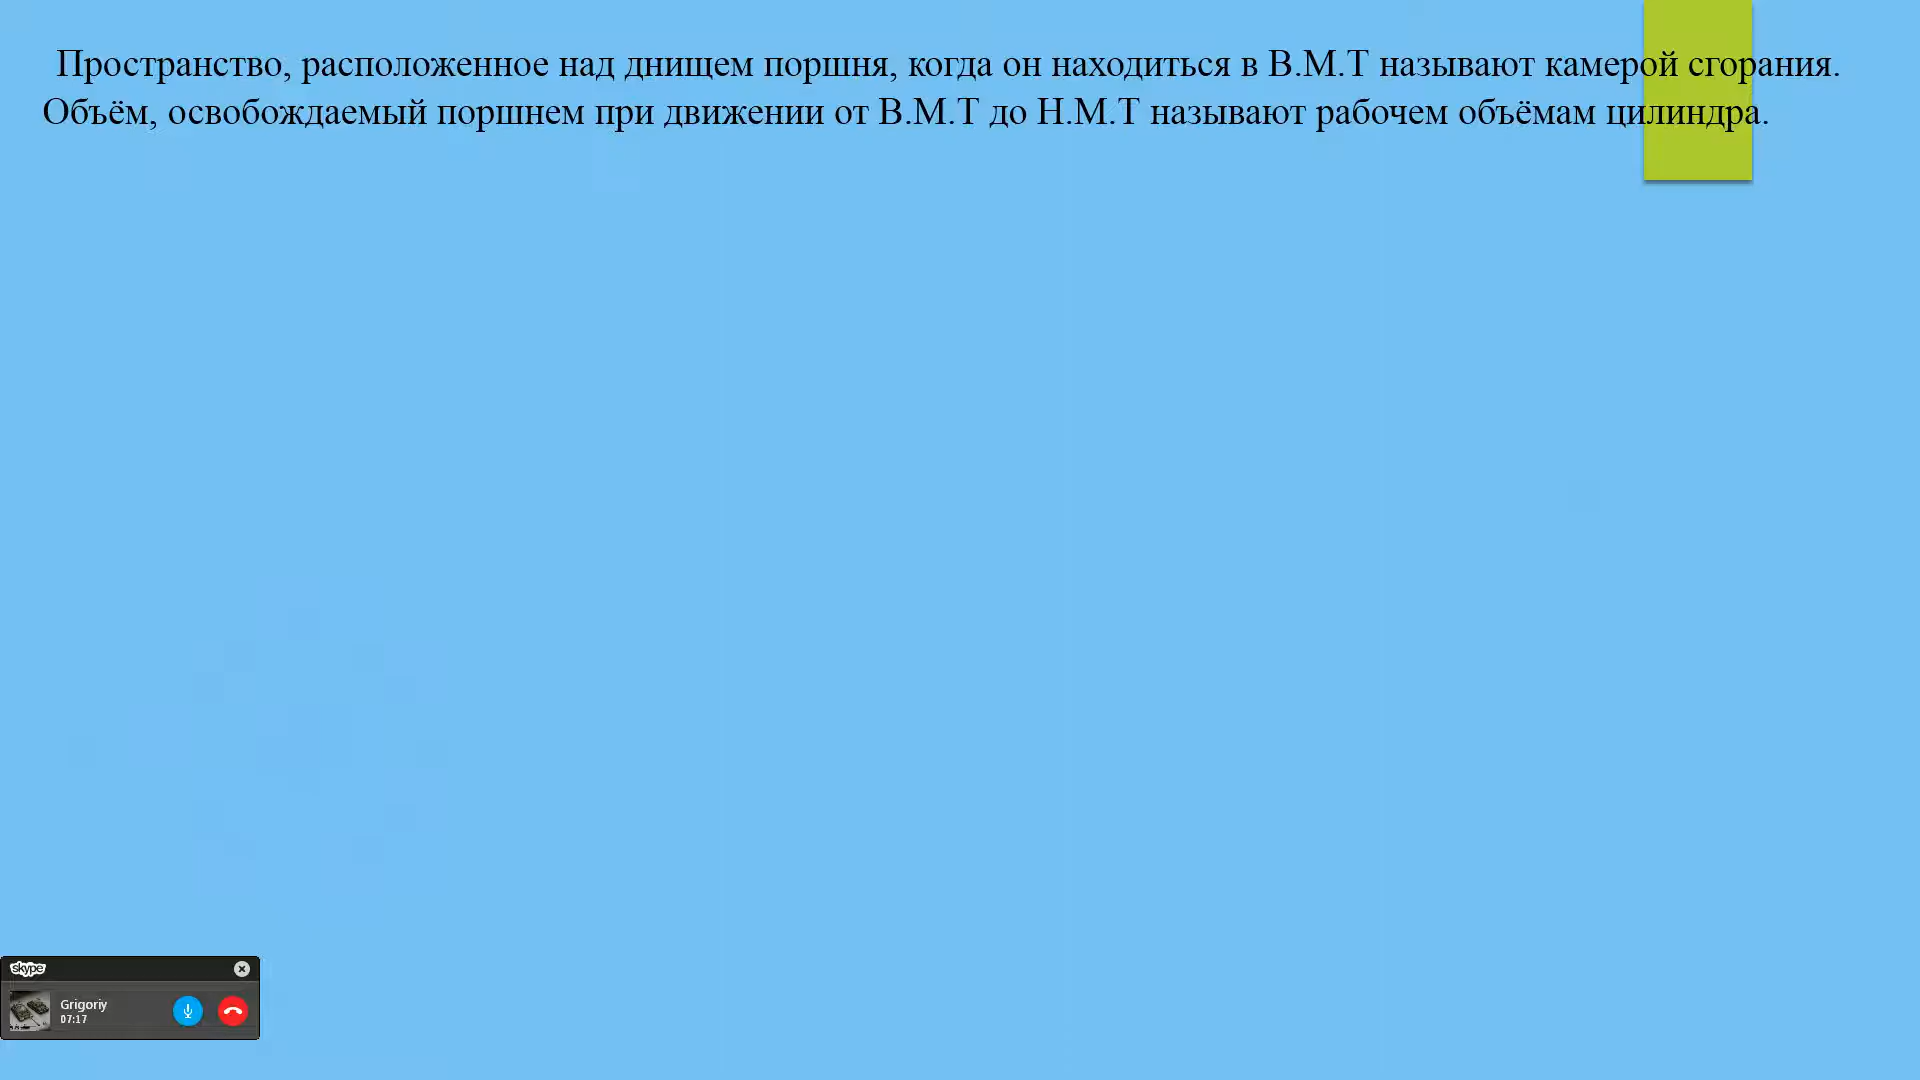 Пространство, расположенное над днищем поршня, когда он находиться в В.М.Т называют камерой сгорания.
Объём, освобождаемый поршнем при движении от В.М.Т до Н.М.Т называют рабочем объёмам цилиндра.
skype
Grigoriy
07:17